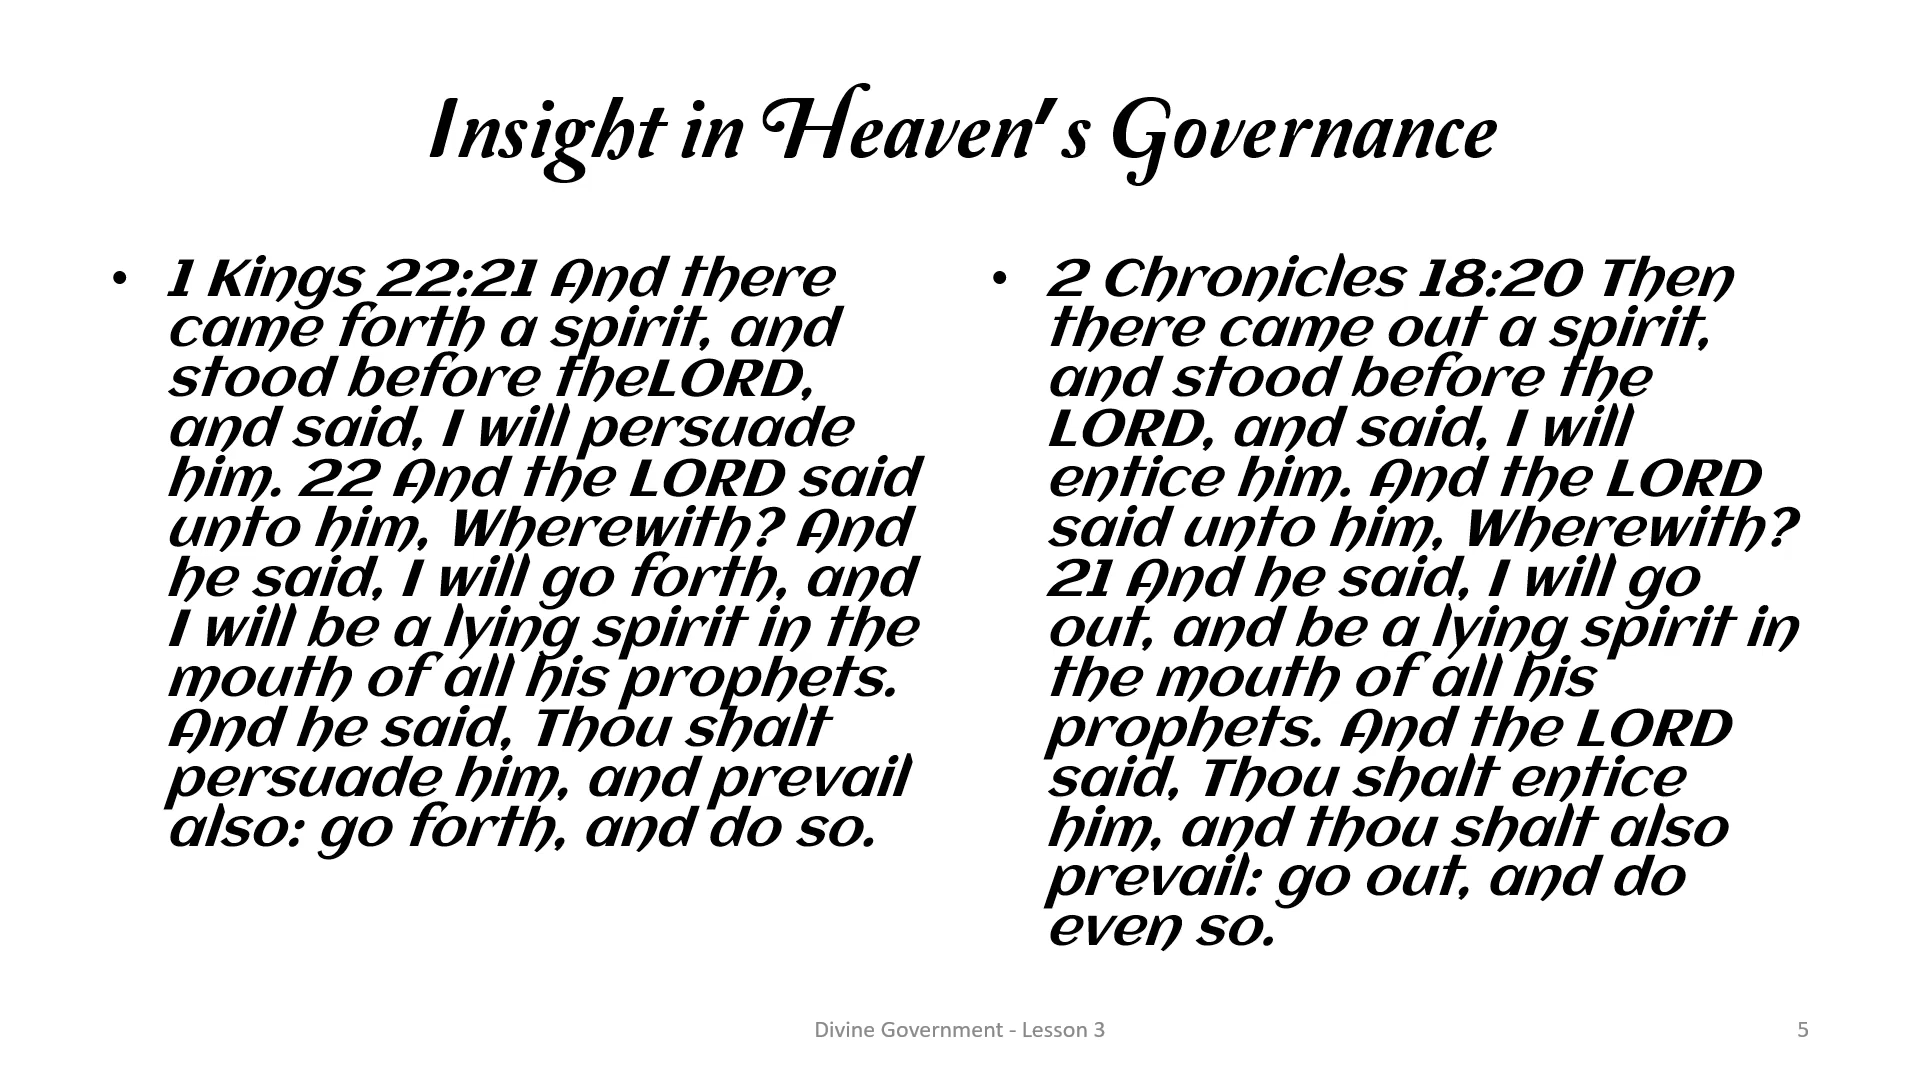 Insight in Heaven's Governance
• 1 Kings 22:21 And there
came forth a spirit, and
stood before theLORD,
and said, I will persuade
him. 22 And the LORD said
unto him, Wherewith? And
he said, I will go forth, and
I will be a lying spirit in the
mouth of all his prophets.
And he said, Thou shalt
persuade him, and prevail
also: go forth, and do so.
• 2 Chronicles 18:20 Then
there came out a spirit,
and stood before the
LORD, and said, I will
entice him. And the LORD
said unto him, Wherewith?
21 And he said, I will go
out, and be a lying spirit in
the mouth of all his
prophets. And the LORD
said, Thou shalt entice
him, and thou shalt also
prevail: go out, and do
even so.
Divine Government - Lesson 3
5